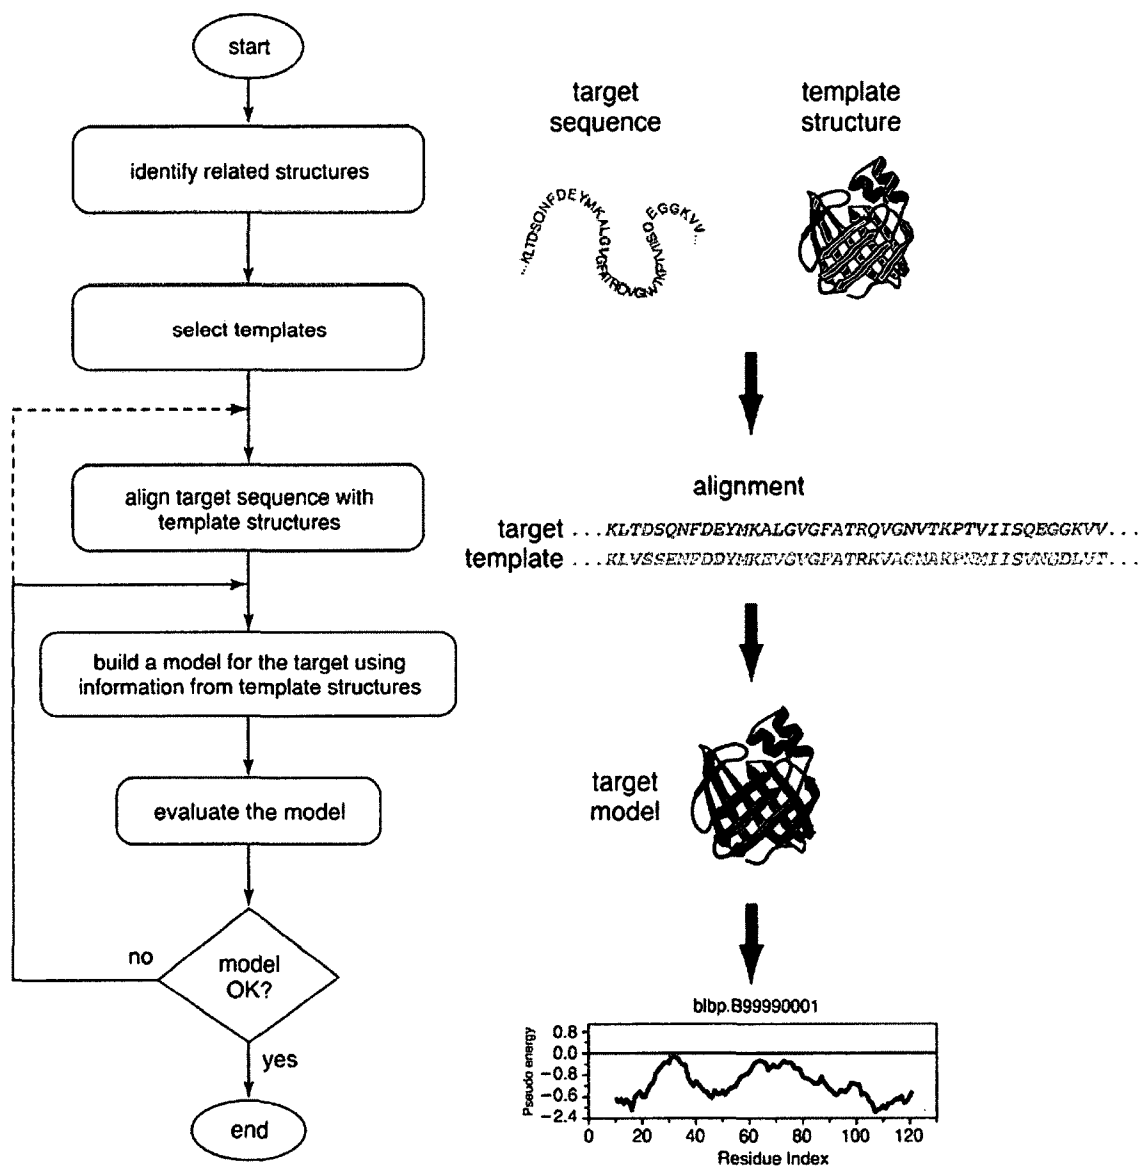 start
identify related structures
select templates
align target sequence with
template structures
build a model for the target using
information from template structures
evaluate the model
no
model
OK?
yes
end
target
sequence
template
structure
alignment
target ...KLTDSQNFDEYMKALGVGFATRQVGNVTKPTVIISQEGGKVV...
template
target
model
blbp.B99990001
Pseudo energy
0.8
0.0
-0.8
-1.6
-2.4
0 20 40 60 80 100 120
Residue Index